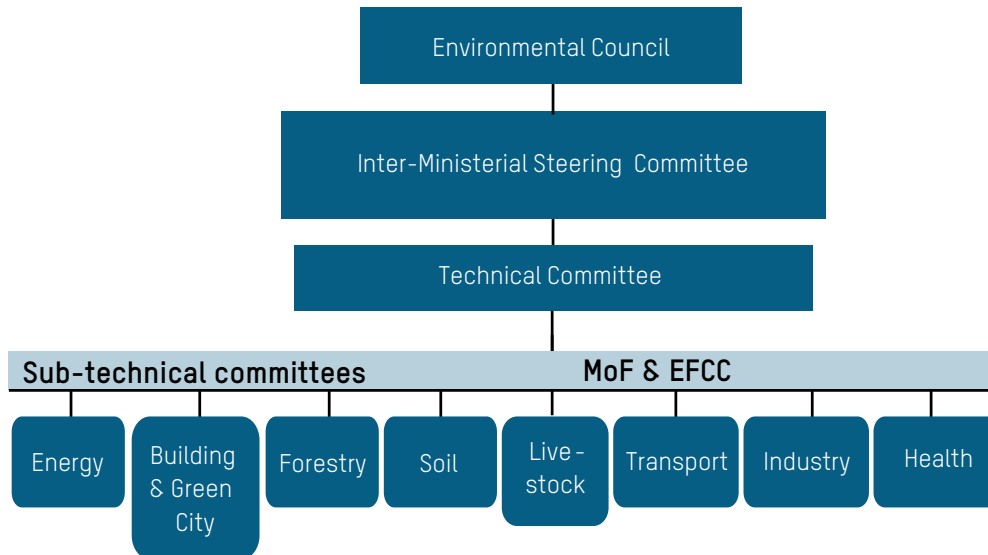 Environmental Council
Inter-Ministerial Steering Committee
Technical Committee
Sub-technical committees
MoF & EFCC
Energy
Building
& Green
City
Forestry
Soil
Live-
stock
Transport
Industry
Health